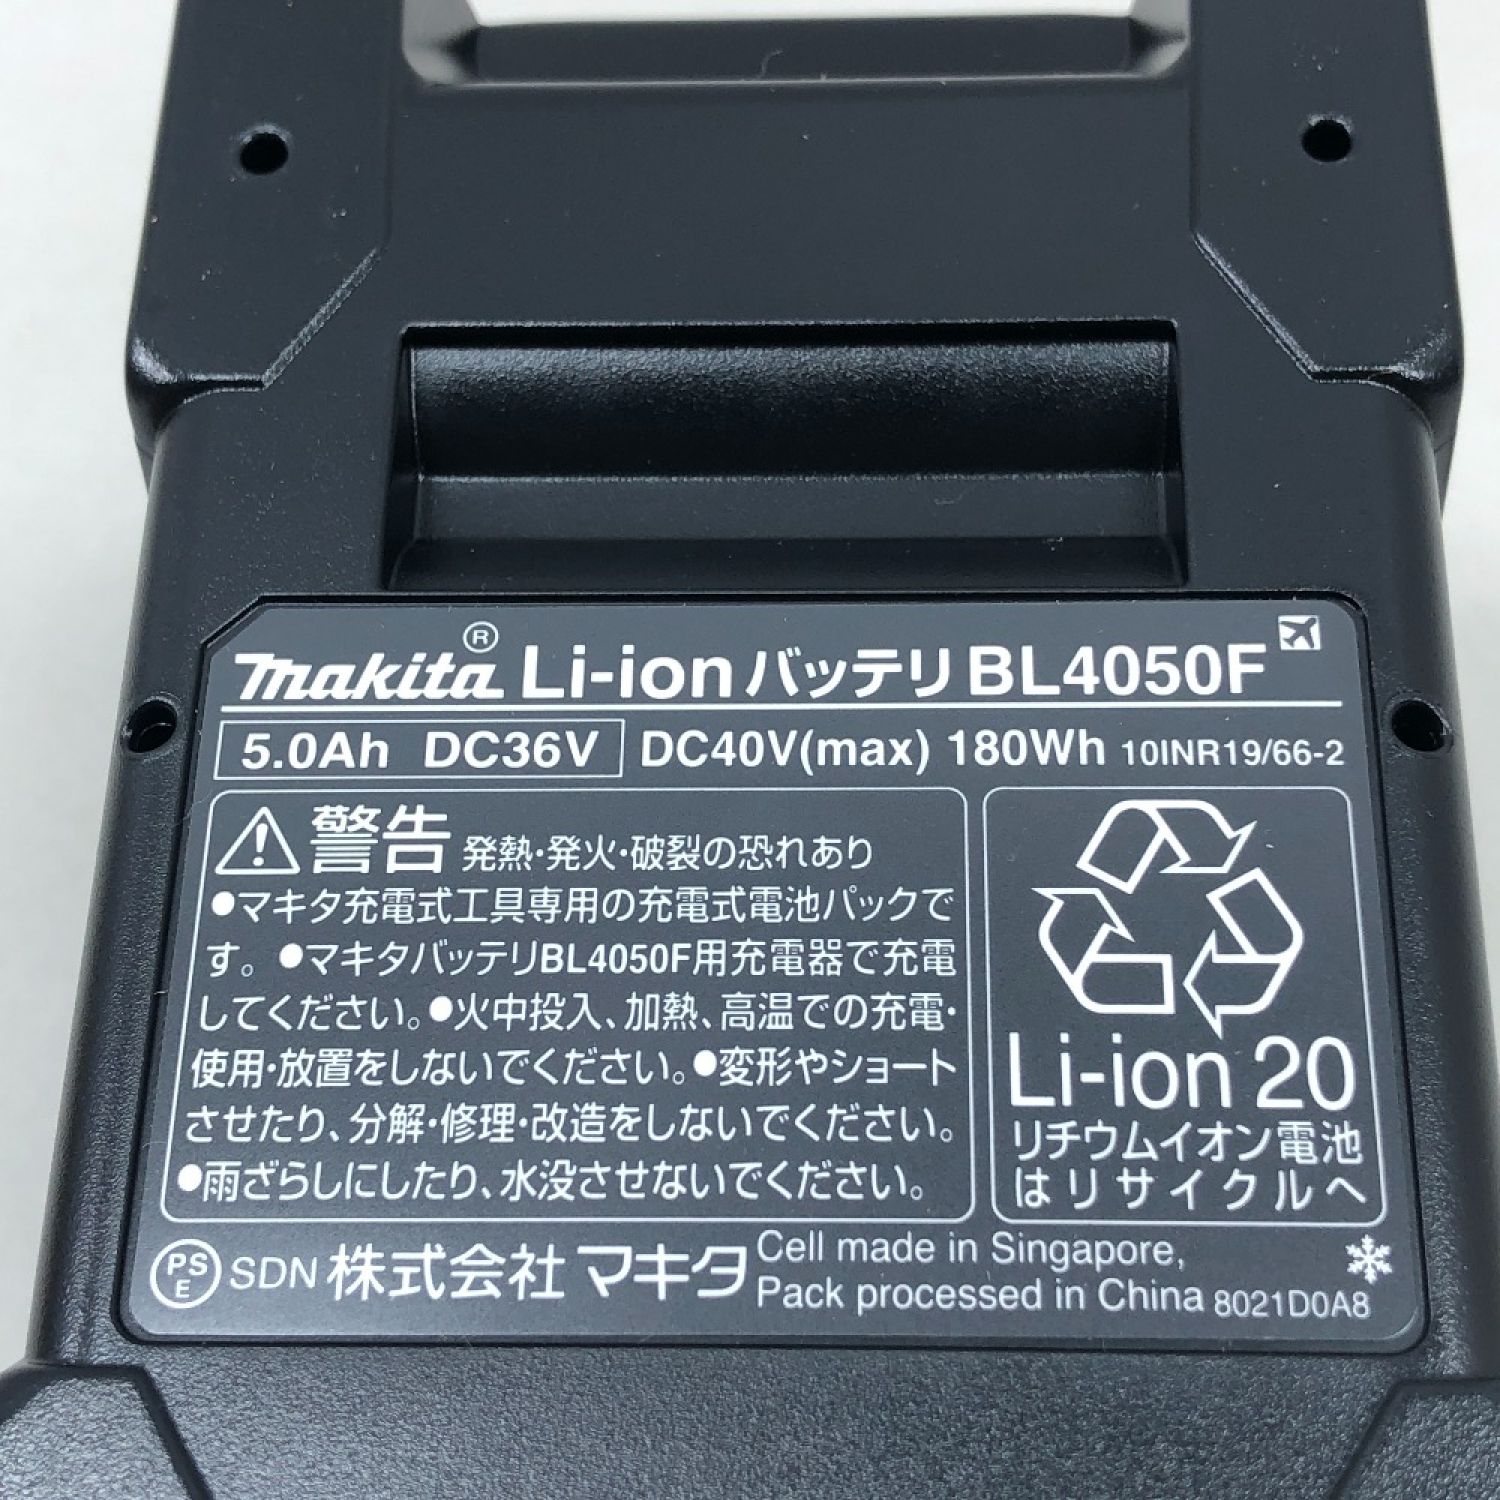 makita® Li-ionバッテリ BL4050F
5.0Ah DC36V DC40V(max) 180Wh 10INR19/66-2
警告 発熱・発火・破裂の恐れあり
●マキタ充電式工具専用の充電式電池パックで
す。●マキタバッテリBL4050F用充電器で充電
してください。●火中投入、加熱、高温での充電・
使用・放置をしないでください。●変形やショート
させたり、分解・修理・改造をしないでください。
●雨ざらしにしたり、水没させないでください。
Li-ion 20
リチウムイオン電池
はリサイクルへ
PS
E
SDN 株式会社マキタ
Cell made in Singapore,
Pack processed in China 8021D0A8